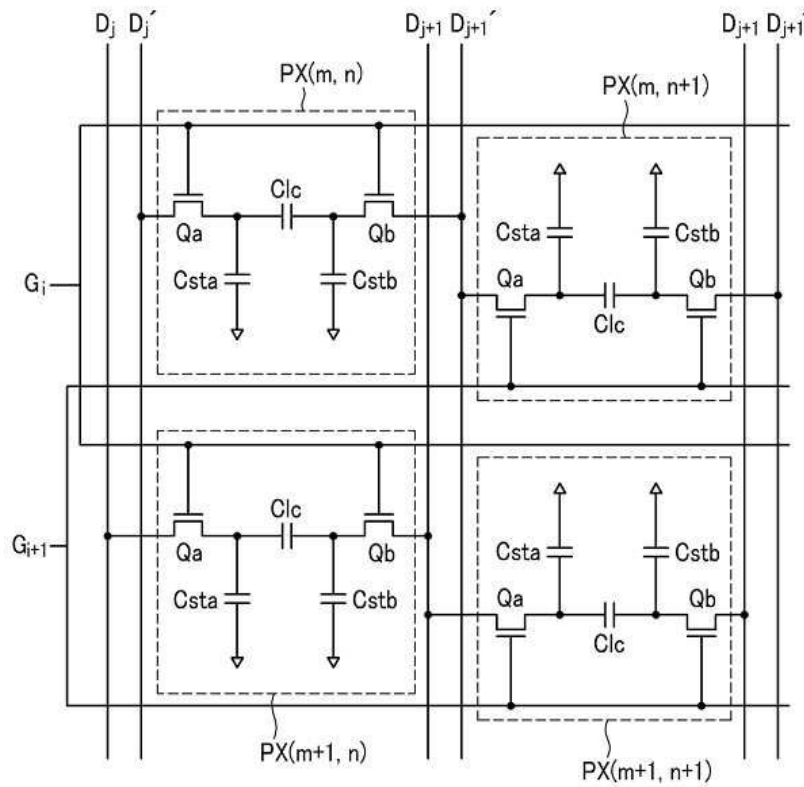 Dj Dj′ Dj+1 Dj+1′ Dj+1 Dj+1′
PX(m, n)
PX(m, n+1)
Clc
Qa Qb
Csta Cstb
Csta Cstb
Gi
Qa Qb
Clc
Clc
Qa Qb
Csta Cstb
Csta Cstb
Gi+1
Qa Qb
Clc
PX(m+1, n)
PX(m+1, n+1)